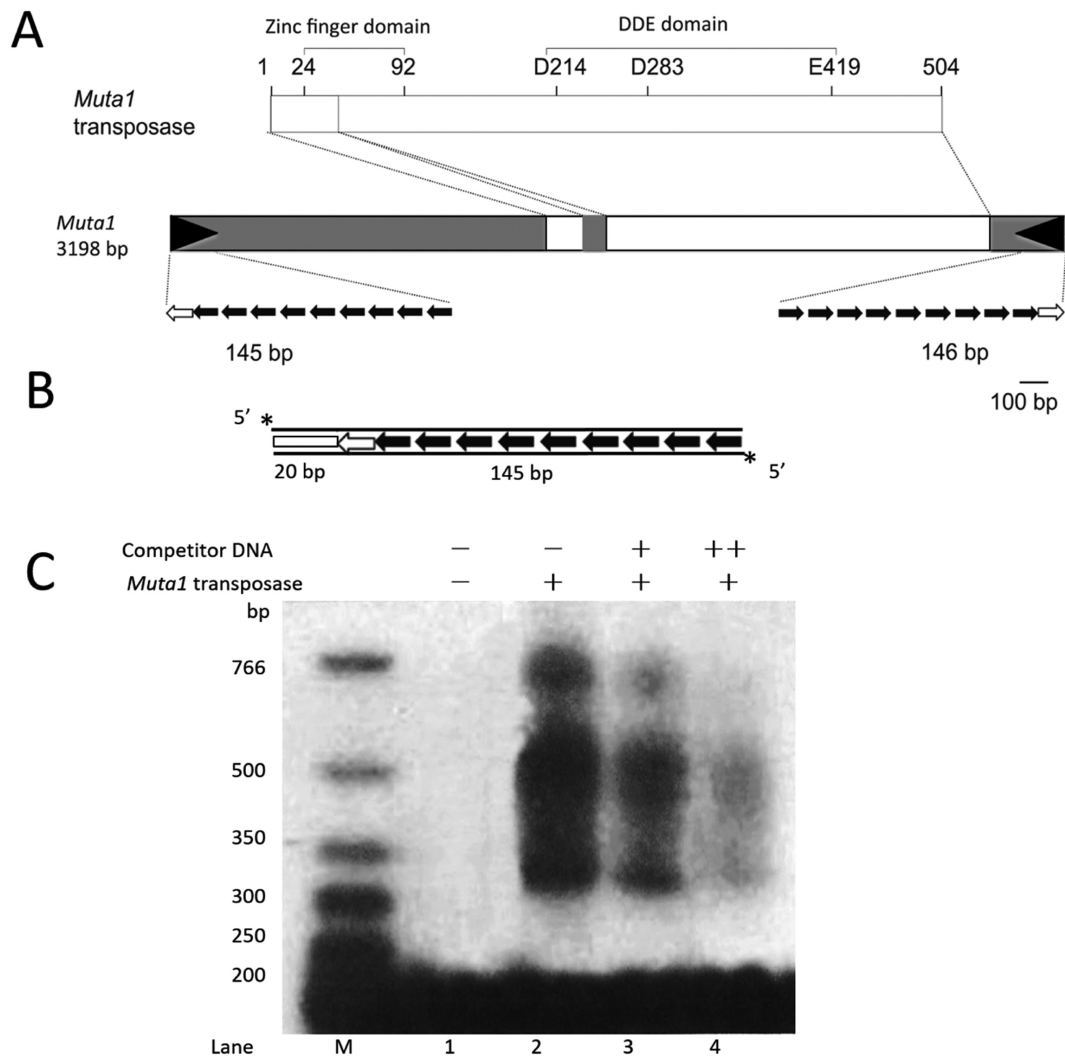 A
Zinc finger domain DDE domain
1 24 92 D214 D283 E419 504
Muta1
transposase
Muta1
3198 bp
145 bp 146 bp
100 bp
B
5’ *
* 5’
20 bp 145 bp
C
Competitor DNA − − + ++
Muta1 transposase − + + +
bp
766
500
350
300
250
200
Lane M 1 2 3 4